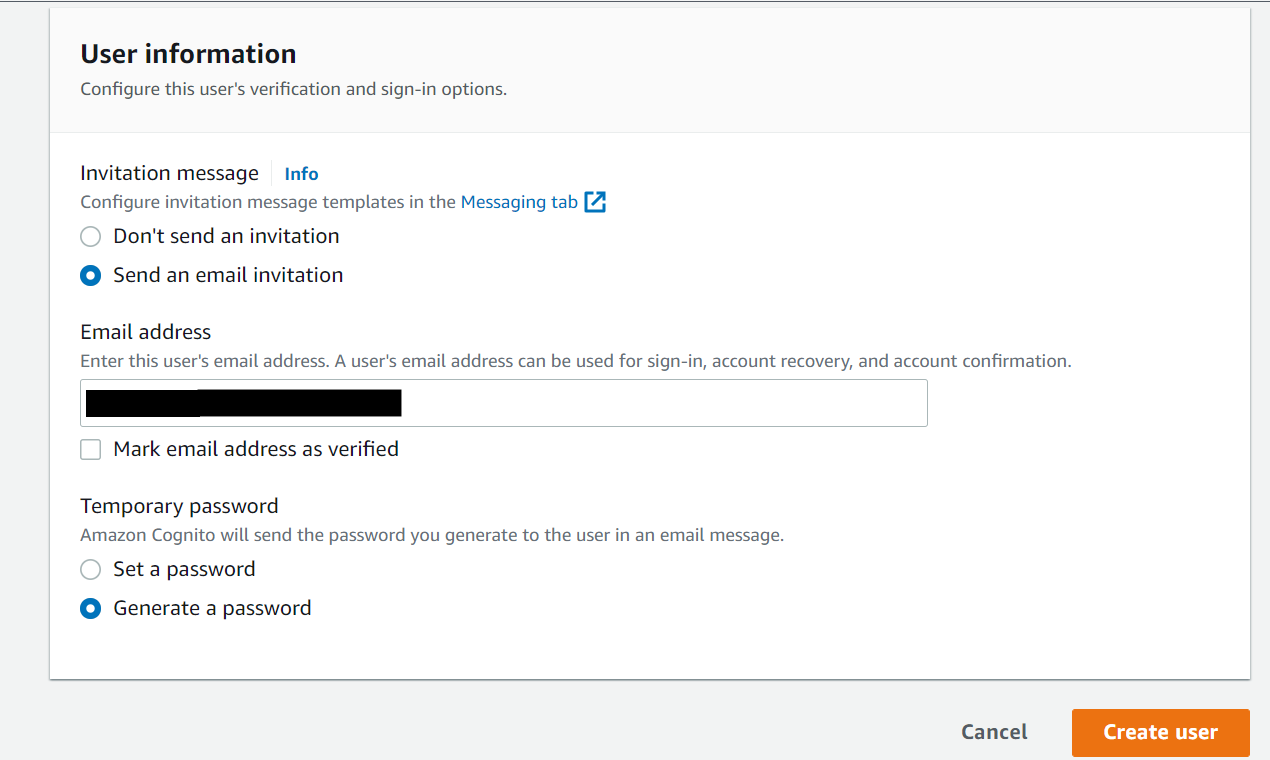 User information
Configure this user's verification and sign-in options.
Invitation message Info
Configure invitation message templates in the Messaging tab
Don't send an invitation
Send an email invitation
Email address
Enter this user's email address. A user's email address can be used for sign-in, account recovery, and account confirmation.
Mark email address as verified
Temporary password
Amazon Cognito will send the password you generate to the user in an email message.
Set a password
Generate a password
Cancel Create user